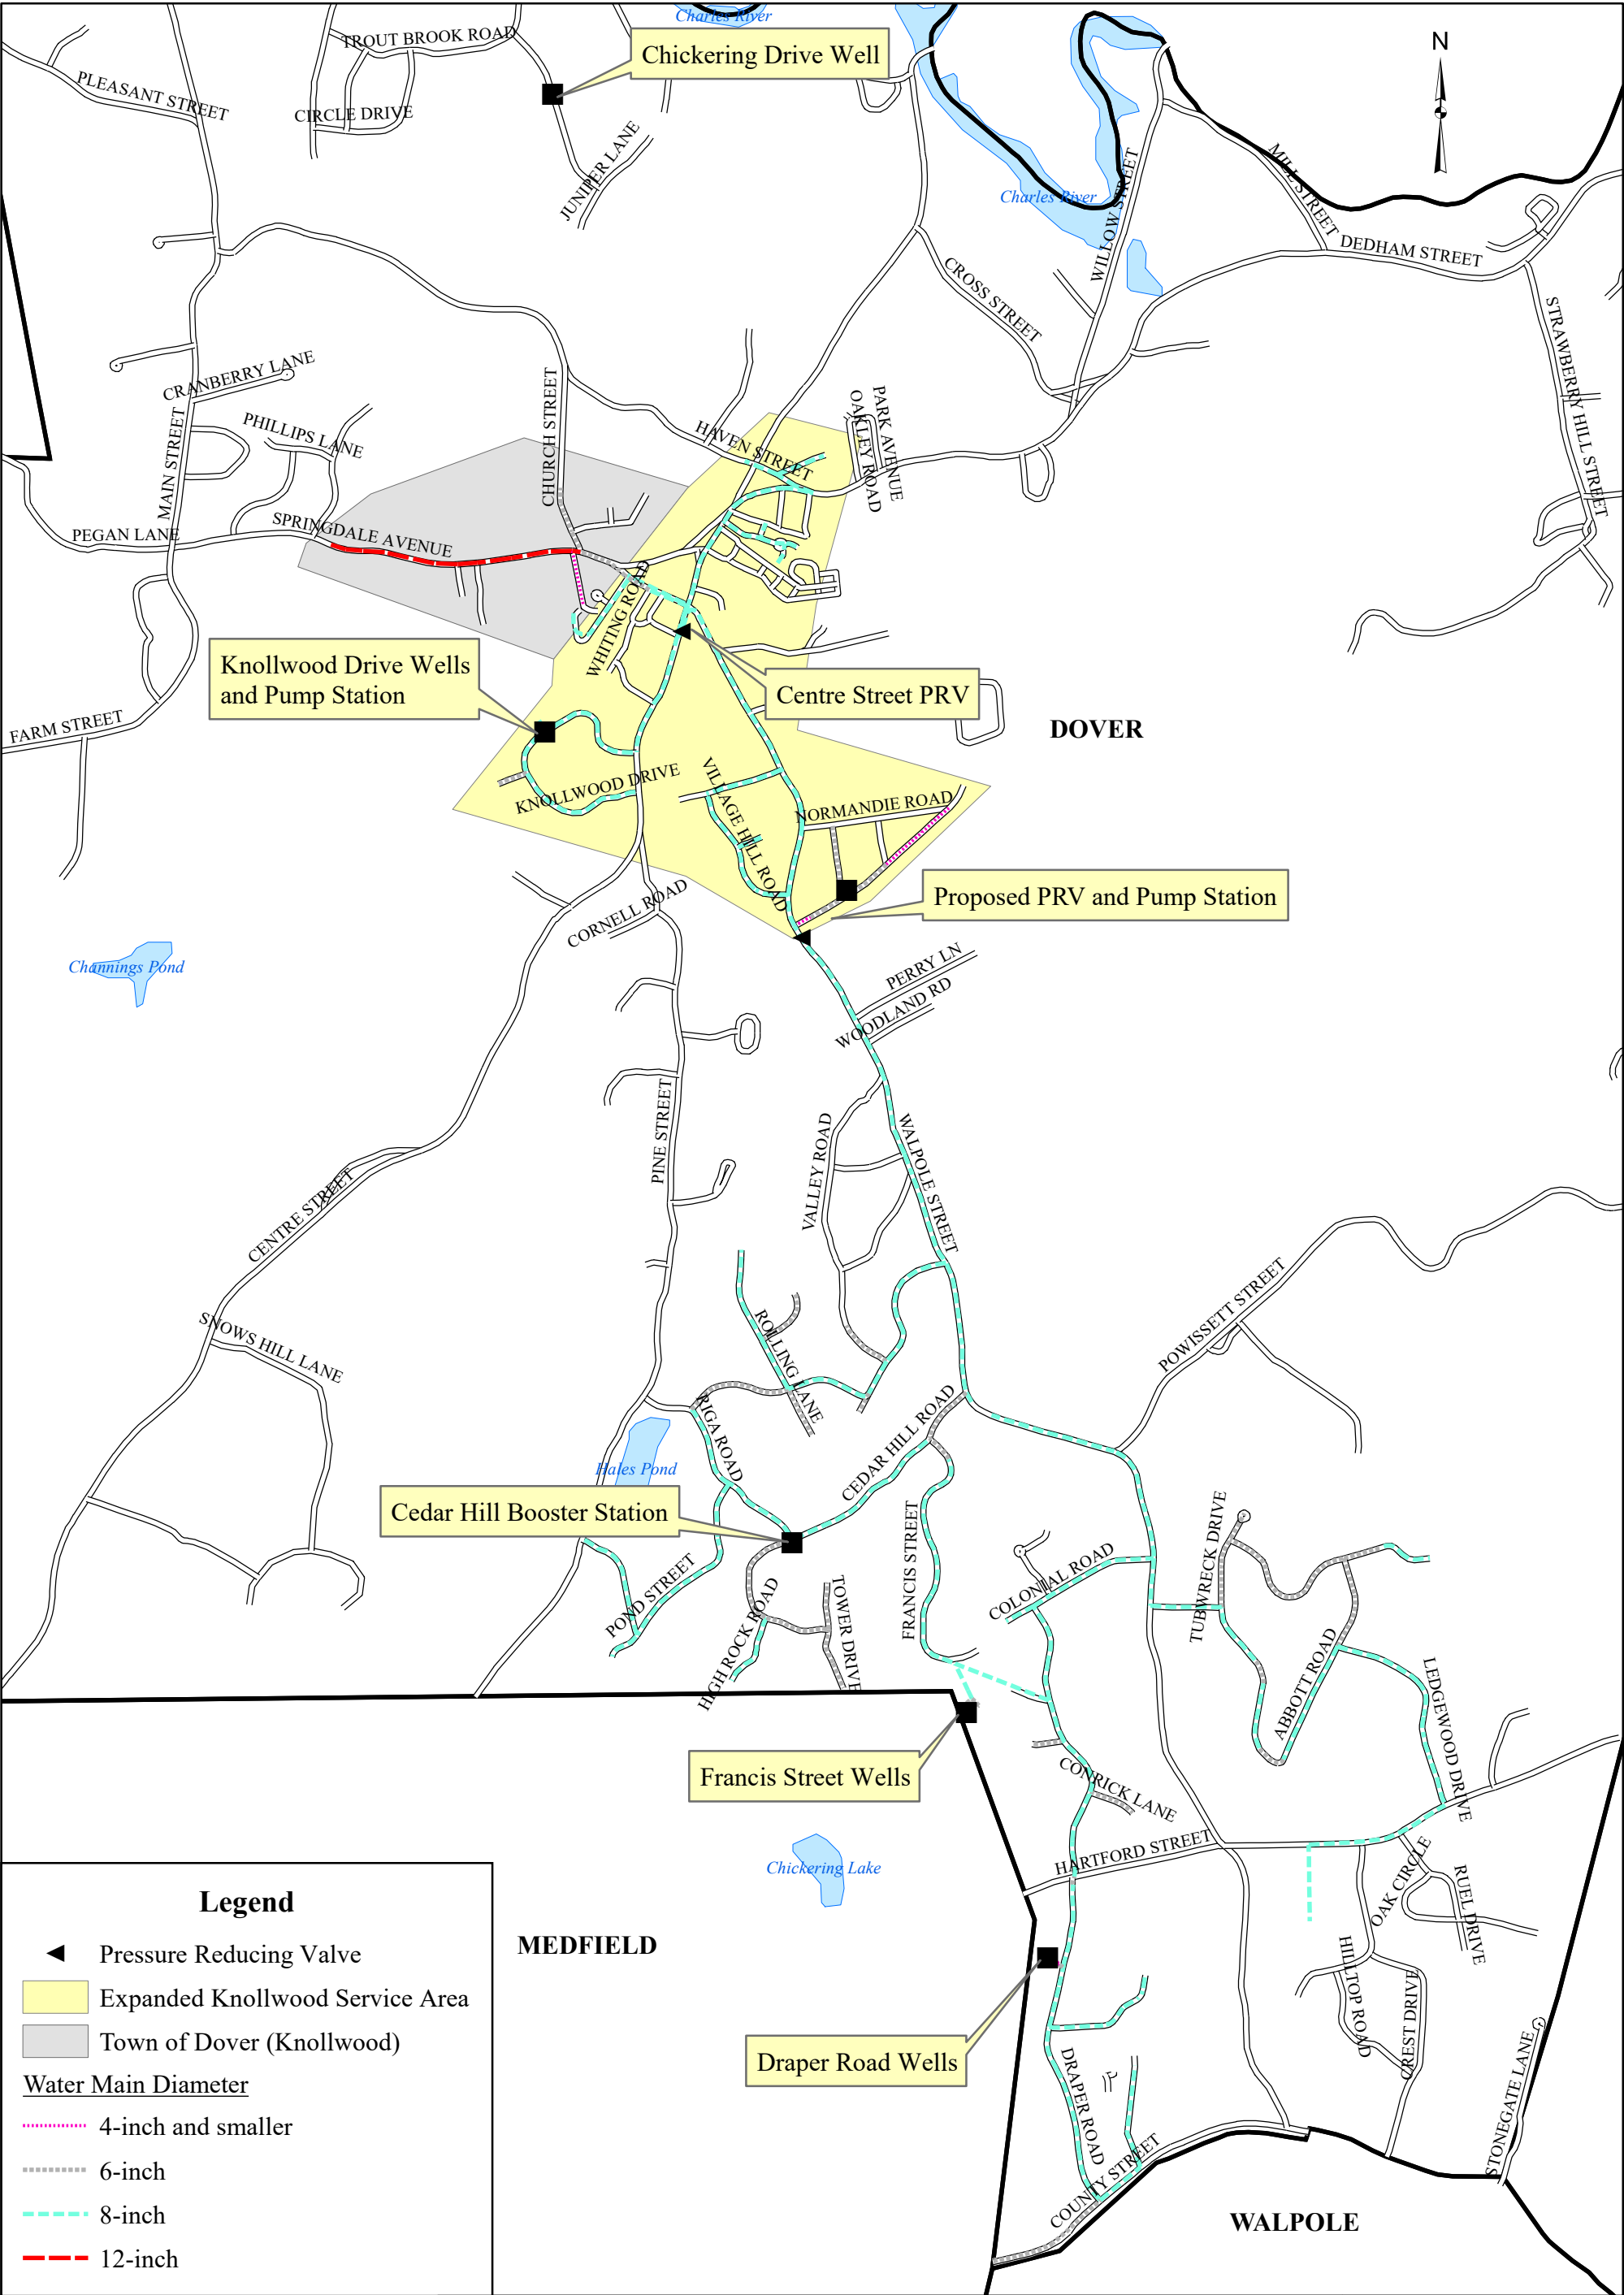 Charles River
TROUT BROOK ROAD
Chickering Drive Well
N
PLEASANT STREET
CIRCLE DRIVE
JUNIPER LANE
MILL STREET
Charles River
WILLOW STREET
DEDHAM STREET
CROSS STREET
STRAWBERRY HILL STREET
CRANBERRY LANE
CHURCH STREET
PARK AVENUE
OAKLEY ROAD
MAIN STREET
PHILLIPS LANE
HAVEN STREET
PEGAN LANE
SPRINGDALE AVENUE
WHITING ROAD
Knollwood Drive Wells
and Pump Station
Centre Street PRV
FARM STREET
DOVER
KNOLLWOOD DRIVE
VILLAGE HILL ROAD
NORMANDIE ROAD
Proposed PRV and Pump Station
CORNELL ROAD
Channings Pond
PERRY LN
WOODLAND RD
PINE STREET
VALLEY ROAD
WALPOLE STREET
CENTRE STREET
POWISSETT STREET
SNOWS HILL LANE
ROLLING LANE
RIGA ROAD
CEDAR HILL ROAD
Hales Pond
Cedar Hill Booster Station
FRANCIS STREET
TUBWRECK DRIVE
COLONIAL ROAD
POND STREET
HIGH ROCK ROAD
TOWER DRIVE
ABBOTT ROAD
LEDGEWOOD DRIVE
Francis Street Wells
CONRICK LANE
HARTFORD STREET
Chickering Lake
OAK CIRCLE
RUEL DRIVE
MEDFIELD
HILLTOP ROAD
CREST DRIVE
Draper Road Wells
DRAPER ROAD
STONEGATE LANE
COUNTY STREET
WALPOLE
Legend
Pressure Reducing Valve
Expanded Knollwood Service Area
Town of Dover (Knollwood)
Water Main Diameter
4-inch and smaller
6-inch
8-inch
12-inch